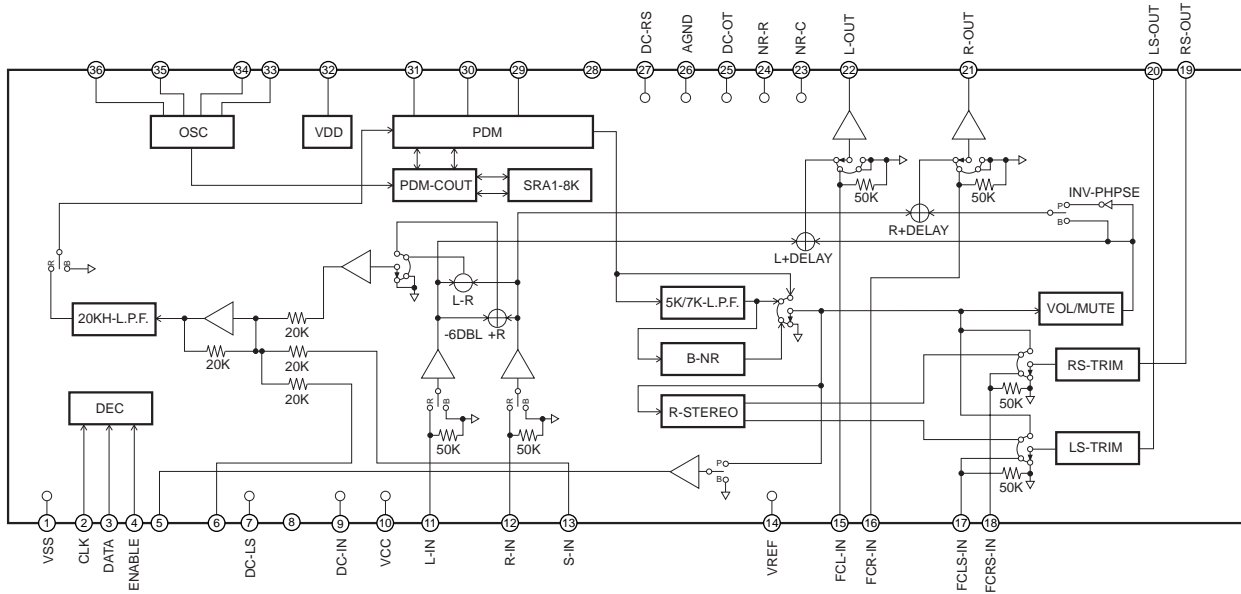 DC-RS
AGND
DC-OT
NR-R
NR-C
L-OUT
R-OUT
LS-OUT
RS-OUT
36
35
34
33
32
31
30
29
28
27
26
25
24
23
22
21
20
19
OSC
VDD
PDM
PDM-COUT
SRA1-8K
50K
50K
INV-PHPSE
P
B
R+DELAY
L+DELAY
R
B
L-R
20KH-L.P.F.
20K
20K
20K
20K
-6DBL +R
5K/7K-L.P.F.
VOL/MUTE
B-NR
RS-TRIM
50K
DEC
R
B
R
B
50K
50K
R-STEREO
LS-TRIM
50K
P
B
1
2
3
4
5
6
7
8
9
10
11
12
13
14
15
16
17
18
VSS
CLK
DATA
ENABLE
DC-LS
DC-IN
VCC
L-IN
R-IN
S-IN
VREF
FCL-IN
FCR-IN
FCLS-IN
FCRS-IN